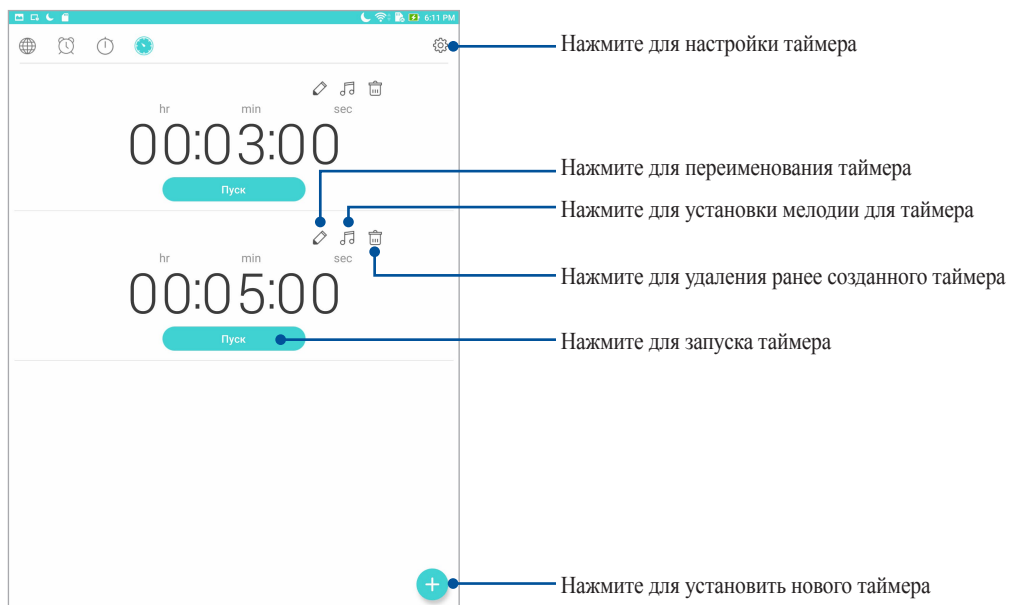 6:11 PM
Нажмите для настройки таймера
hr min sec
00:03:00
Пуск
Нажмите для переименования таймера
Нажмите для установки мелодии для таймера
hr min sec
00:05:00
Нажмите для удаления ранее созданного таймера
Пуск
Нажмите для запуска таймера
Нажмите для установить нового таймера